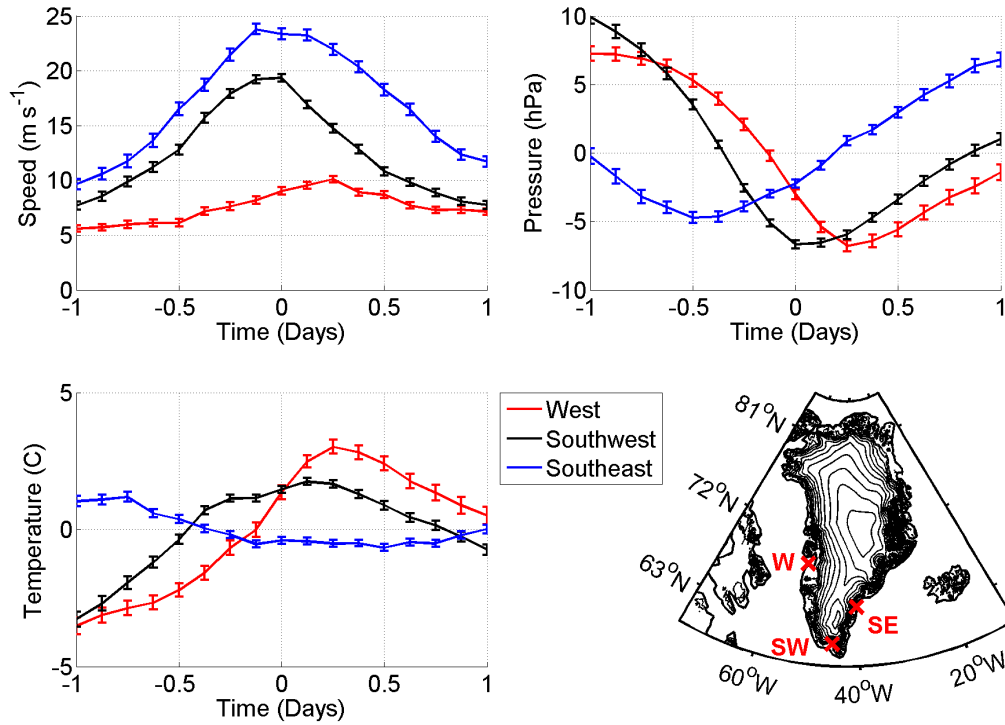 25
20
15
10
5
0
-1
-0.5
0
0.5
1
Speed (m s⁻¹)
Time (Days)
10
5
0
-5
-10
-1
-0.5
0
0.5
1
Pressure (hPa)
Time (Days)
5
0
-5
-1
-0.5
0
0.5
1
Temperature (C)
Time (Days)
West
Southwest
Southeast
81°N
72°N
63°N
W
SE
SW
60°W
40°W
20°W